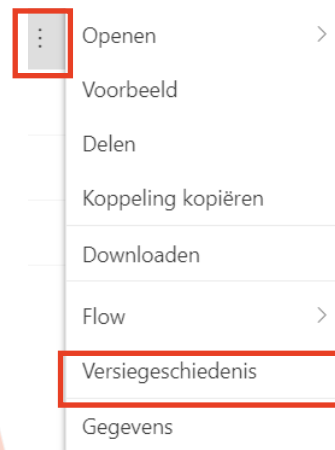 Openen
Voorbeeld
Delen
Koppeling kopiëren
Downloaden
Flow
Versiegeschiedenis
Gegevens